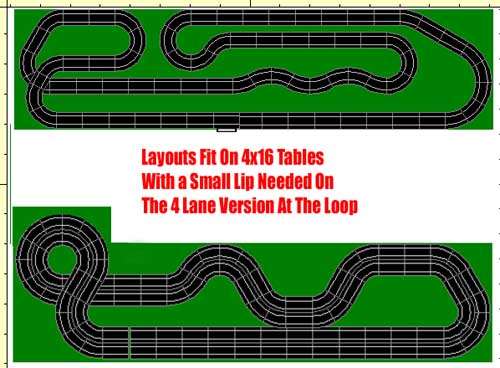 Layouts Fit On 4x16 Tables
With a Small Lip Needed On
The 4 Lane Version At The Loop